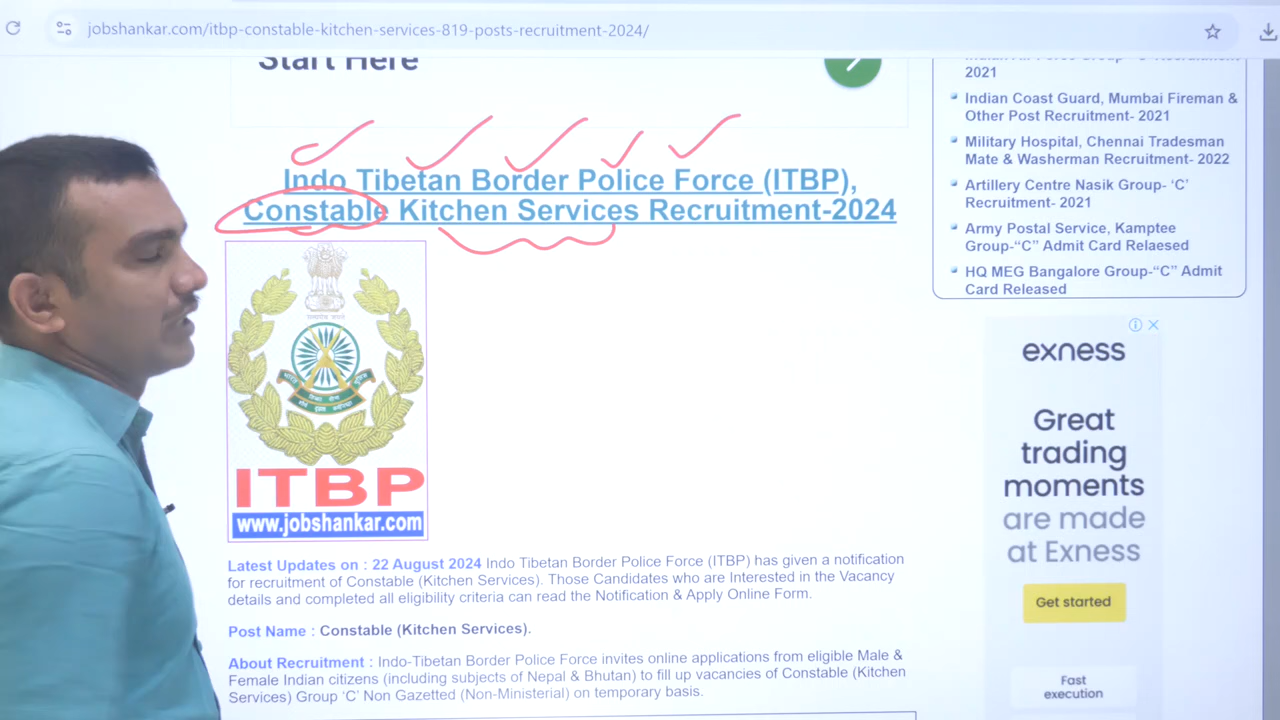 jobshankar.com/itbp-constable-kitchen-services-819-posts-recruitment-2024/
Start Here
Indo Tibetan Border Police Force (ITBP),
Constable Kitchen Services Recruitment-2024
ITBP
www.jobshankar.com
Latest Updates on : 22 August 2024 Indo Tibetan Border Police Force (ITBP) has given a notification
for recruitment of Constable (Kitchen Services). Those Candidates who are Interested in the Vacancy
details and completed all eligibility criteria can read the Notification & Apply Online Form.
Post Name : Constable (Kitchen Services).
About Recruitment : Indo-Tibetan Border Police Force invites online applications from eligible Male &
Female Indian citizens (including subjects of Nepal & Bhutan) to fill up vacancies of Constable (Kitchen
Services) Group ‘C’ Non Gazetted (Non-Ministerial) on temporary basis.
2021
Indian Coast Guard, Mumbai Fireman &
Other Post Recruitment- 2021
Military Hospital, Chennai Tradesman
Mate & Washerman Recruitment- 2022
Artillery Centre Nasik Group- ‘C’
Recruitment- 2021
Army Postal Service, Kamptee
Group-“C” Admit Card Relaesed
HQ MEG Bangalore Group-“C” Admit
Card Released
exness
Great
trading
moments
are made
at Exness
Get started
Fast
execution